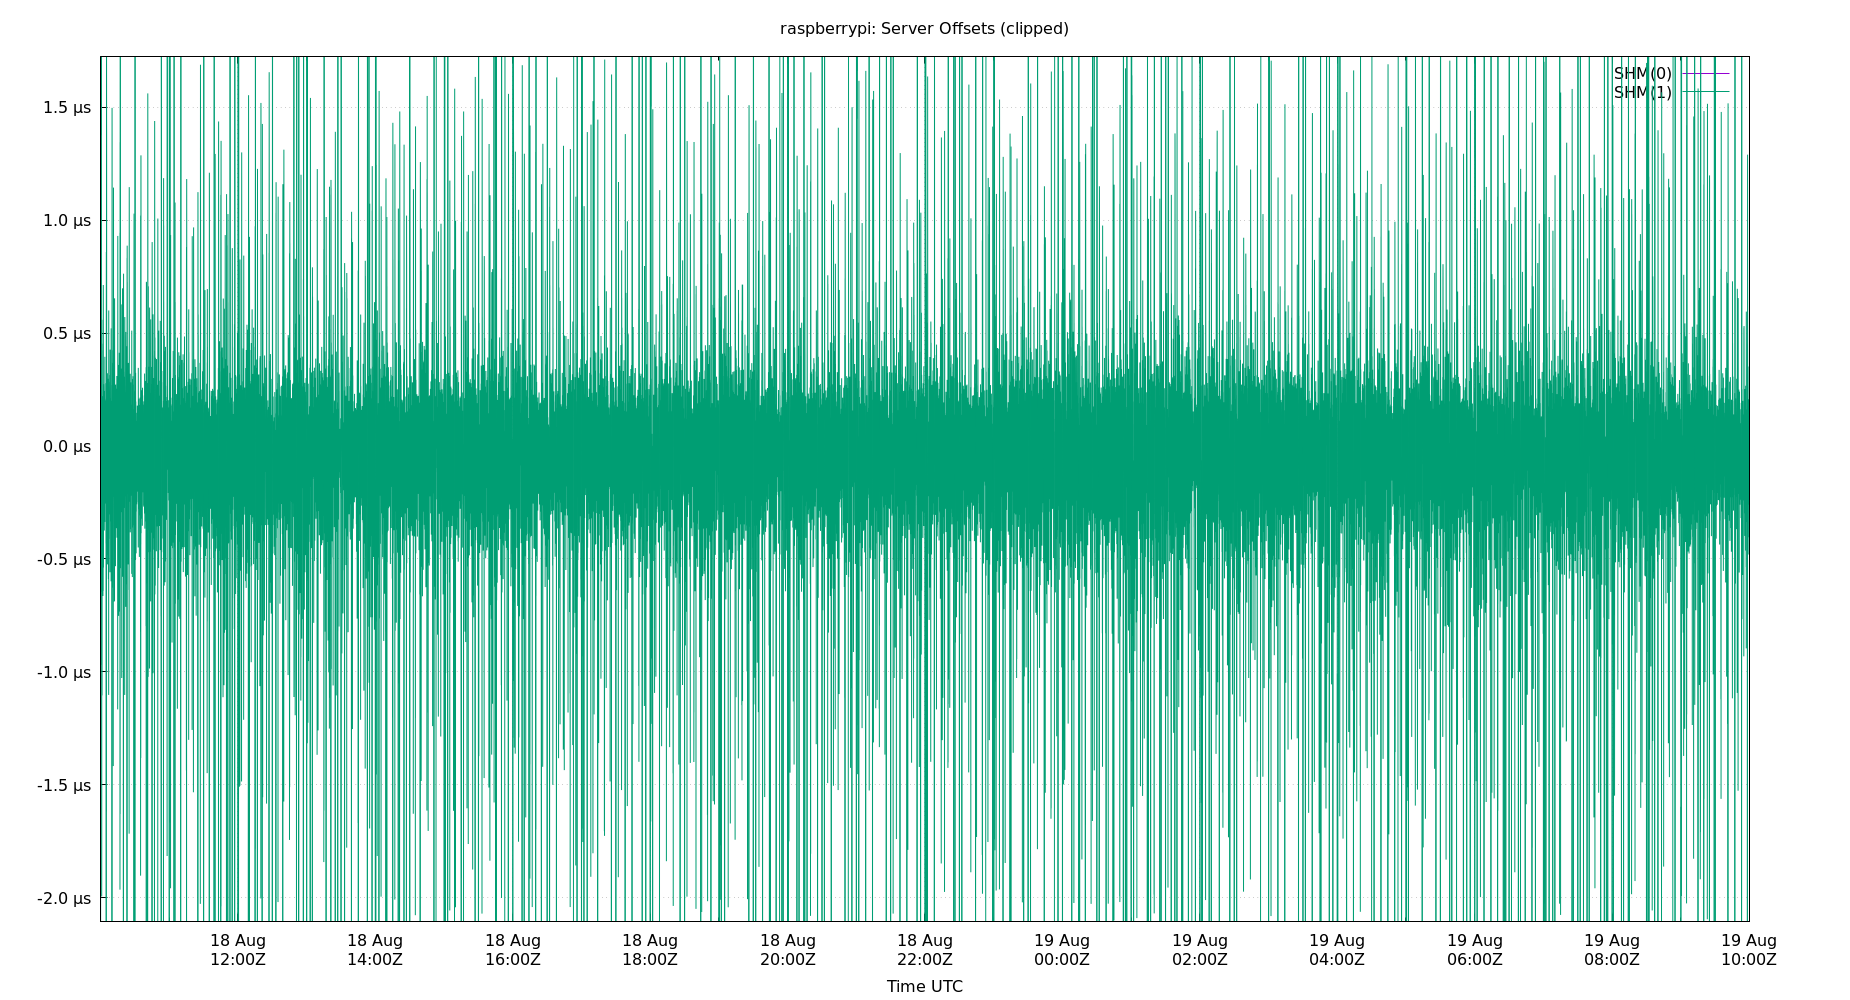 raspberrypi: Server Offsets (clipped)
SHM(0)
SHM(1)
1.5 µs
1.0 µs
0.5 µs
0.0 µs
-0.5 µs
-1.0 µs
-1.5 µs
-2.0 µs
18 Aug 18 Aug 18 Aug 18 Aug 18 Aug 18 Aug 19 Aug 19 Aug 19 Aug 19 Aug 19 Aug 19 Aug
12:00Z 14:00Z 16:00Z 18:00Z 20:00Z 22:00Z 00:00Z 02:00Z 04:00Z 06:00Z 08:00Z 10:00Z
Time UTC